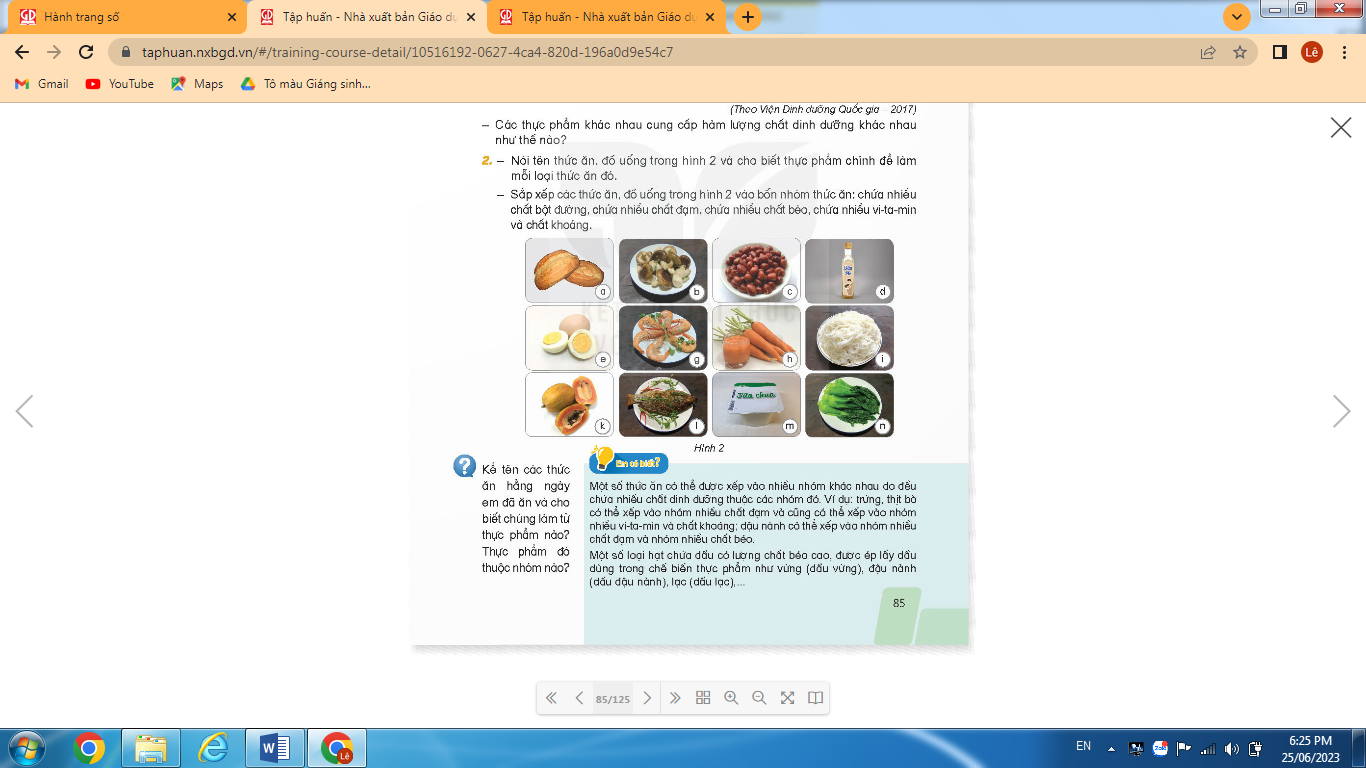 Hành trang số
Tập huấn - Nhà xuất bản Giáo dụ
Tập huấn - Nhà xuất bản Giáo dụ
taphuan.nxbgd.vn/#/training-course-detail/10516192-0627-4ca4-820d-196a0d9e54c7
Lê
Gmail
YouTube
Maps
Tô màu Giáng sinh...
(Theo Viện Dinh dưỡng Quốc gia – 2017)
– Các thực phẩm khác nhau cung cấp hàm lượng chất dinh dưỡng khác nhau
như thế nào?
2. – Nói tên thức ăn, đồ uống trong hình 2 và cho biết thực phẩm chính để làm
mỗi loại thức ăn đó.
– Sắp xếp các thức ăn, đồ uống trong hình 2 vào bốn nhóm thức ăn: chứa nhiều
chất bột đường, chứa nhiều chất đạm, chứa nhiều chất béo, chứa nhiều vi-ta-min
và chất khoáng.
a
b
c
d
e
g
h
i
k
l
Sữa chua
m
n
Hình 2
Kể tên các thức
ăn hằng ngày
em đã ăn và cho
biết chúng làm từ
thực phẩm nào?
Thực phẩm đó
thuộc nhóm nào?
Em có biết?
Một số thức ăn có thể được xếp vào nhiều nhóm khác nhau do đều
chứa nhiều chất dinh dưỡng thuộc các nhóm đó. Ví dụ: trứng, thịt bò
có thể xếp vào nhóm nhiều chất đạm và cũng có thể xếp vào nhóm
nhiều vi-ta-min và chất khoáng; đậu nành có thể xếp vào nhóm nhiều
chất đạm và nhóm nhiều chất béo.
Một số loại hạt chứa dầu có lượng chất béo cao, được ép lấy dầu
dùng trong chế biến thực phẩm như vừng (dầu vừng), đậu nành
(dầu đậu nành), lạc (dầu lạc),...
85
85/125
Lê
EN
Zalo
6:25 PM
25/06/2023